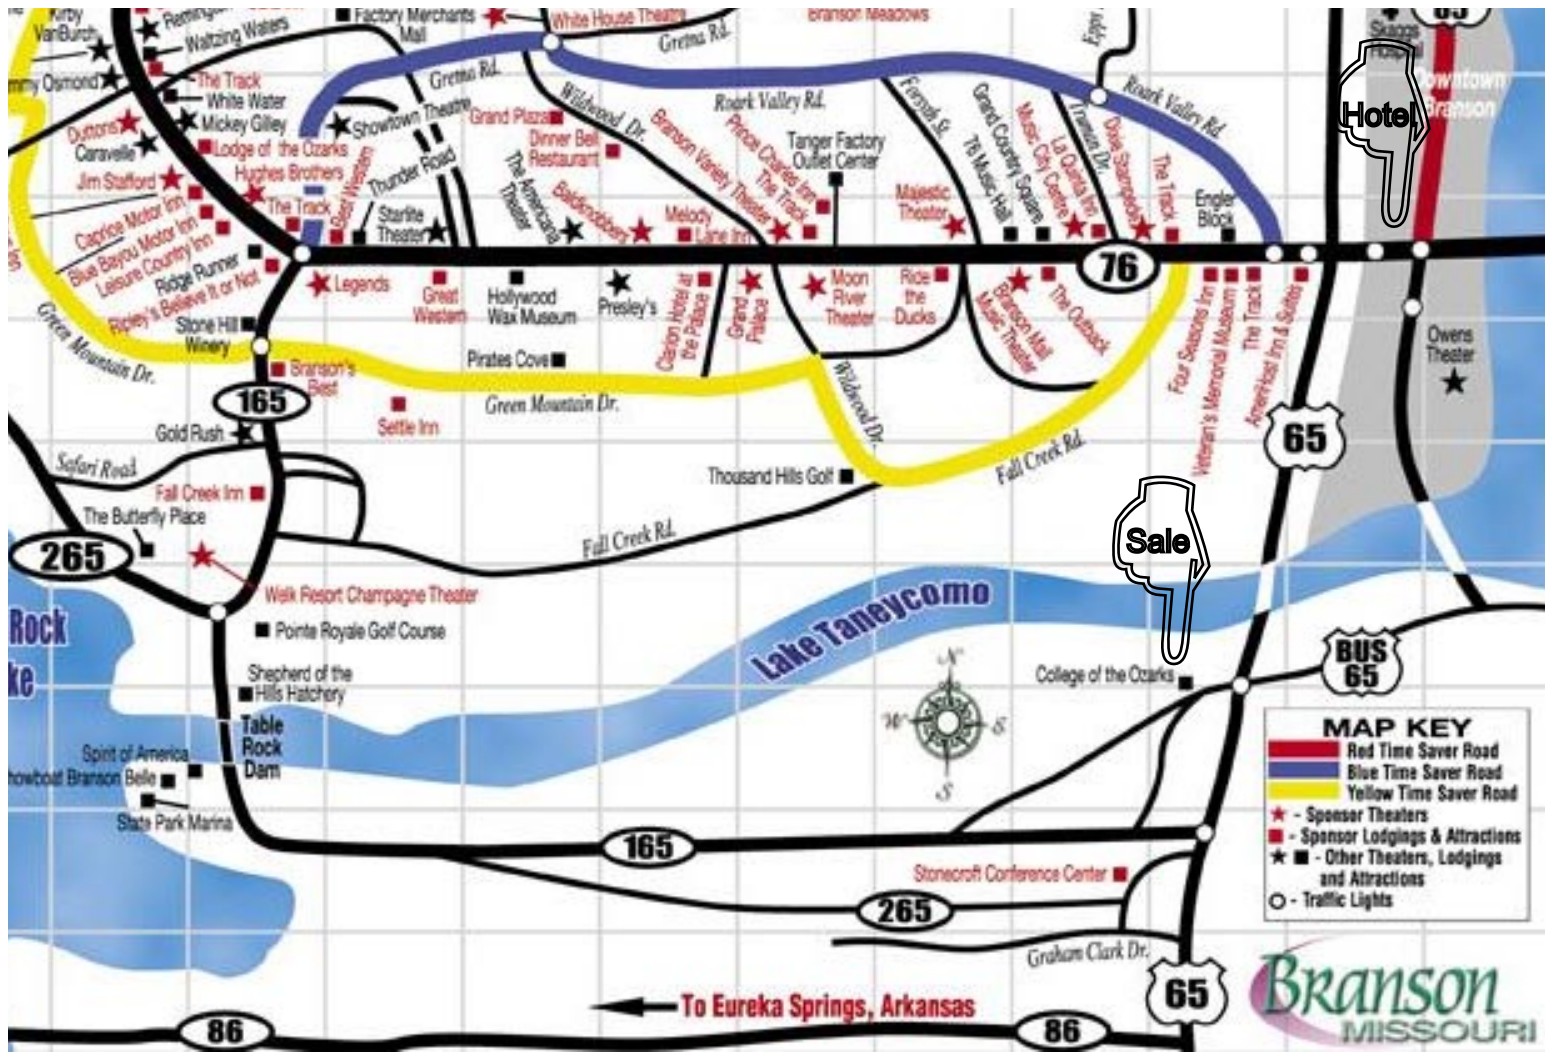 Kirby
VanBurch
Waltzing Waters
Factory Merchants
Mall
White House Theatre
Branson Meadows
Gretna Rd.
Skaggs
Hospital
Downtown
Branson
Hotel
The Track
White Water
Mickey Gilley
Duttons
Caravelle
Lodge of the Ozarks
Hughes Brothers
Jim Stafford
The Track
Caprice Motor Inn
Blue Bayou Motor Inn
Leisure Country Inn
Ridge Runner
Ripley's Believe It or Not
Gretna Rd.
Showtown Theatre
Best Western
Thunder Road
Starlite
Theater
Grand Plaza
Dinner Bell
Restaurant
Wildwood Dr.
The Americana
Theater
Baldknobbers
Melody
Lane Inn
Branson Variety Theater
Prince Charles Inn
The Track
Roark Valley Rd.
Tanger Factory
Outlet Center
Forsyth St.
Majestic
Theater
76 Music Hall
Grand Country Square
Music City Centre
La Quinta Inn
Truman Dr.
Dixie Stampede
The Track
Engler
Block
Roark Valley Rd.
76
Legends
Great
Western
Hollywood
Wax Museum
Presley's
Clarion Hotel at
the Palace
Grand
Palace
Moon
River
Theater
Ride
the
Ducks
Branson Mall
Music Theater
The Outback
Four Seasons Inn
Veteran's Memorial Museum
The Track
AmeriHost Inn & Suites
Owens
Theater
Stone Hill
Winery
Green Mountain Dr.
Branson's
Best
Pirates Cove
Green Mountain Dr.
Settle Inn
165
Gold Rush
Wildwood Dr.
Thousand Hills Golf
Fall Creek Rd.
65
Safari Road
Fall Creek Inn
The Butterfly Place
265
Fall Creek Rd.
Sale
Welk Resort Champagne Theater
Rock
Pointe Royale Golf Course
Lake Taneycomo
Shepherd of the
Hills Hatchery
College of the Ozarks
BUS
65
N
W
S
S
Table
Rock
Dam
Spirit of America
howboat Branson Belle
State Park Marina
MAP KEY
Red Time Saver Road
Blue Time Saver Road
Yellow Time Saver Road
- Sponsor Theaters
- Sponsor Lodgings & Attractions
- Other Theaters, Lodgings
and Attractions
- Traffic Lights
165
Stonecroft Conference Center
265
Graham Clark Dr.
65
To Eureka Springs, Arkansas
86
86
Branson
MISSOURI